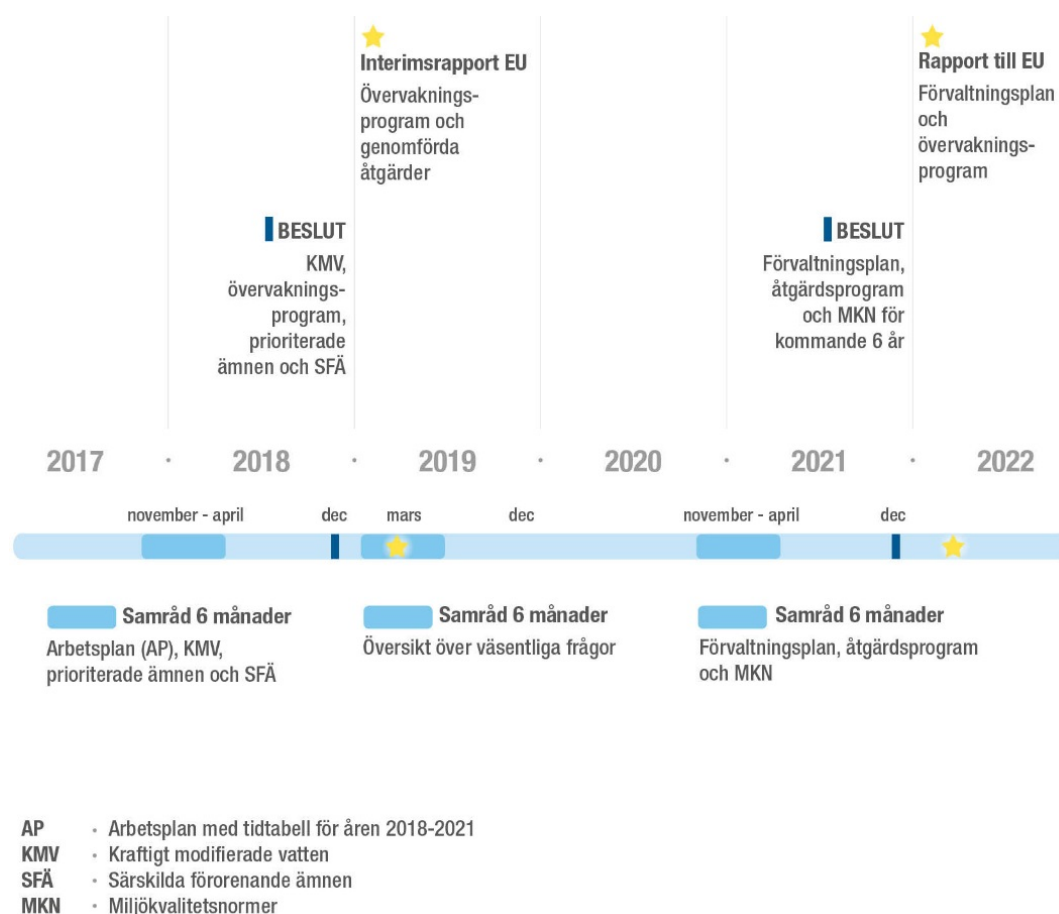 Interimsrapport EU
Övervaknings-
program och
genomförda
åtgärder
Rapport till EU
Förvaltningsplan
och
övervaknings-
program
BESLUT
KMV,
övervaknings-
program,
prioriterade
ämnen och SFÄ
BESLUT
Förvaltningsplan,
åtgärdsprogram
och MKN för
kommande 6 år
2017 · 2018 · 2019 · 2020 · 2021 · 2022
november - april dec mars dec november - april dec
Samråd 6 månader
Arbetsplan (AP), KMV,
prioriterade ämnen och SFÄ
Samråd 6 månader
Översikt över väsentliga frågor
Samråd 6 månader
Förvaltningsplan, åtgärdsprogram
och MKN
AP · Arbetsplan med tidtabell för åren 2018-2021
KMV · Kraftigt modifierade vatten
SFÄ · Särskilda förorenande ämnen
MKN · Miljökvalitetsnormer